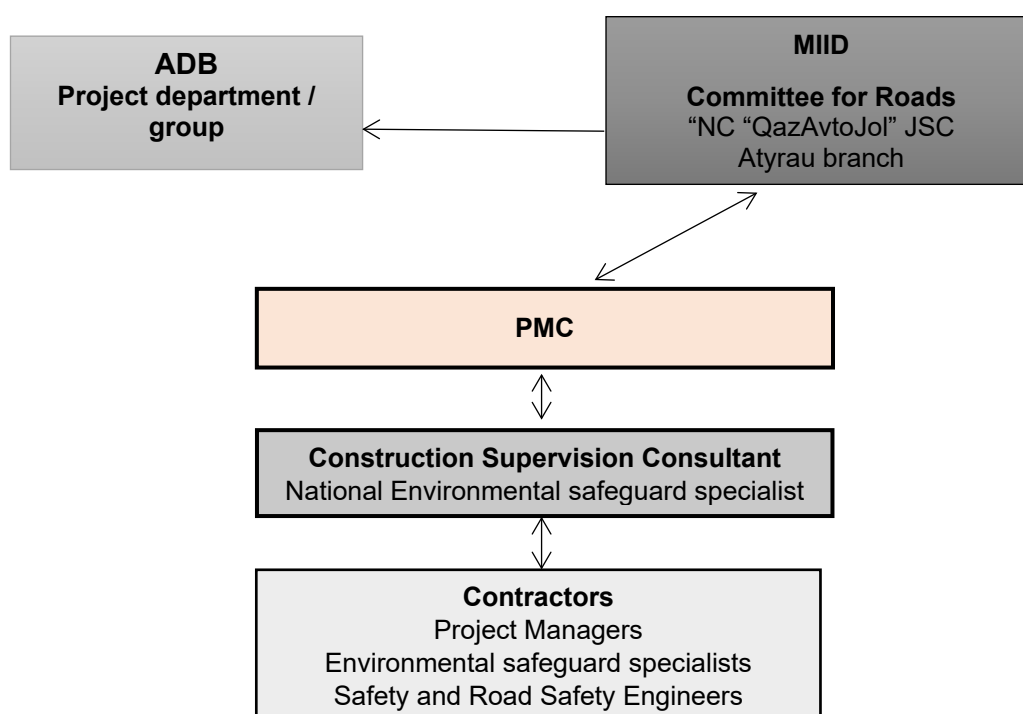 ADB
Project department /
group
MIID
Committee for Roads
“NC “QazAvtoJol” JSC
Atyrau branch
PMC
Construction Supervision Consultant
National Environmental safeguard specialist
Contractors
Project Managers
Environmental safeguard specialists
Safety and Road Safety Engineers